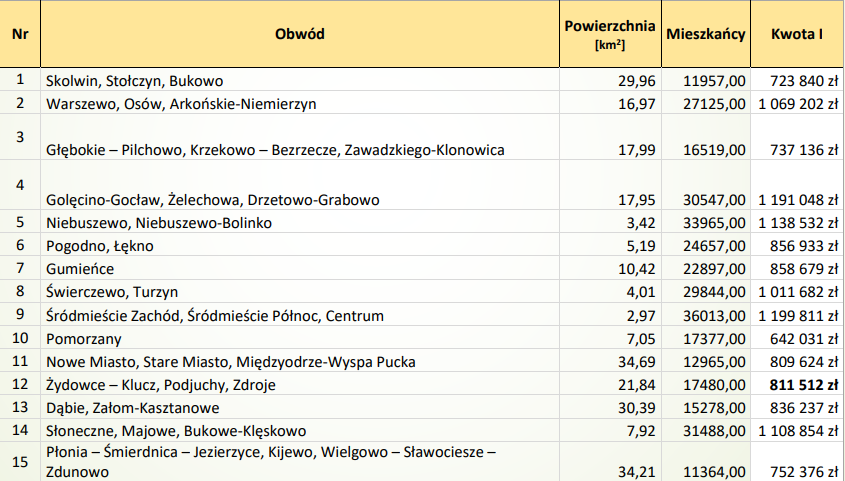 Nr Obwód Powierzchnia [km²] Mieszkańcy Kwota I
1 Skolwin, Stołczyn, Bukowo 29,96 11957,00 723 840 zł
2 Warszewo, Osów, Arkońskie-Niemierzyn 16,97 27125,00 1 069 202 zł
3 Głębokie – Pilchowo, Krzekowo – Bezrzecze, Zawadzkiego-Klonowica 17,99 16519,00 737 136 zł
4 Golęcino-Gocław, Żelechowa, Drzetowo-Grabowo 17,95 30547,00 1 191 048 zł
5 Niebuszewo, Niebuszewo-Bolinko 3,42 33965,00 1 138 532 zł
6 Pogodno, Łękno 5,19 24657,00 856 933 zł
7 Gumieńce 10,42 22897,00 858 679 zł
8 Świerczewo, Turzyn 4,01 29844,00 1 011 682 zł
9 Śródmieście Zachód, Śródmieście Północ, Centrum 2,97 36013,00 1 199 811 zł
10 Pomorzany 7,05 17377,00 642 031 zł
11 Nowe Miasto, Stare Miasto, Międzyodrze-Wyspa Pucka 34,69 12965,00 809 624 zł
12 Żydowce – Klucz, Podjuchy, Zdroje 21,84 17480,00 811 512 zł
13 Dąbie, Załom-Kasztanowe 30,39 15278,00 836 237 zł
14 Słoneczne, Majowe, Bukowe-Klęskowo 7,92 31488,00 1 108 854 zł
15 Płonia – Śmierdnica – Jezierzyce, Kijewo, Wielgowo – Sławociesze –
Zdunowo 34,21 11364,00 752 376 zł